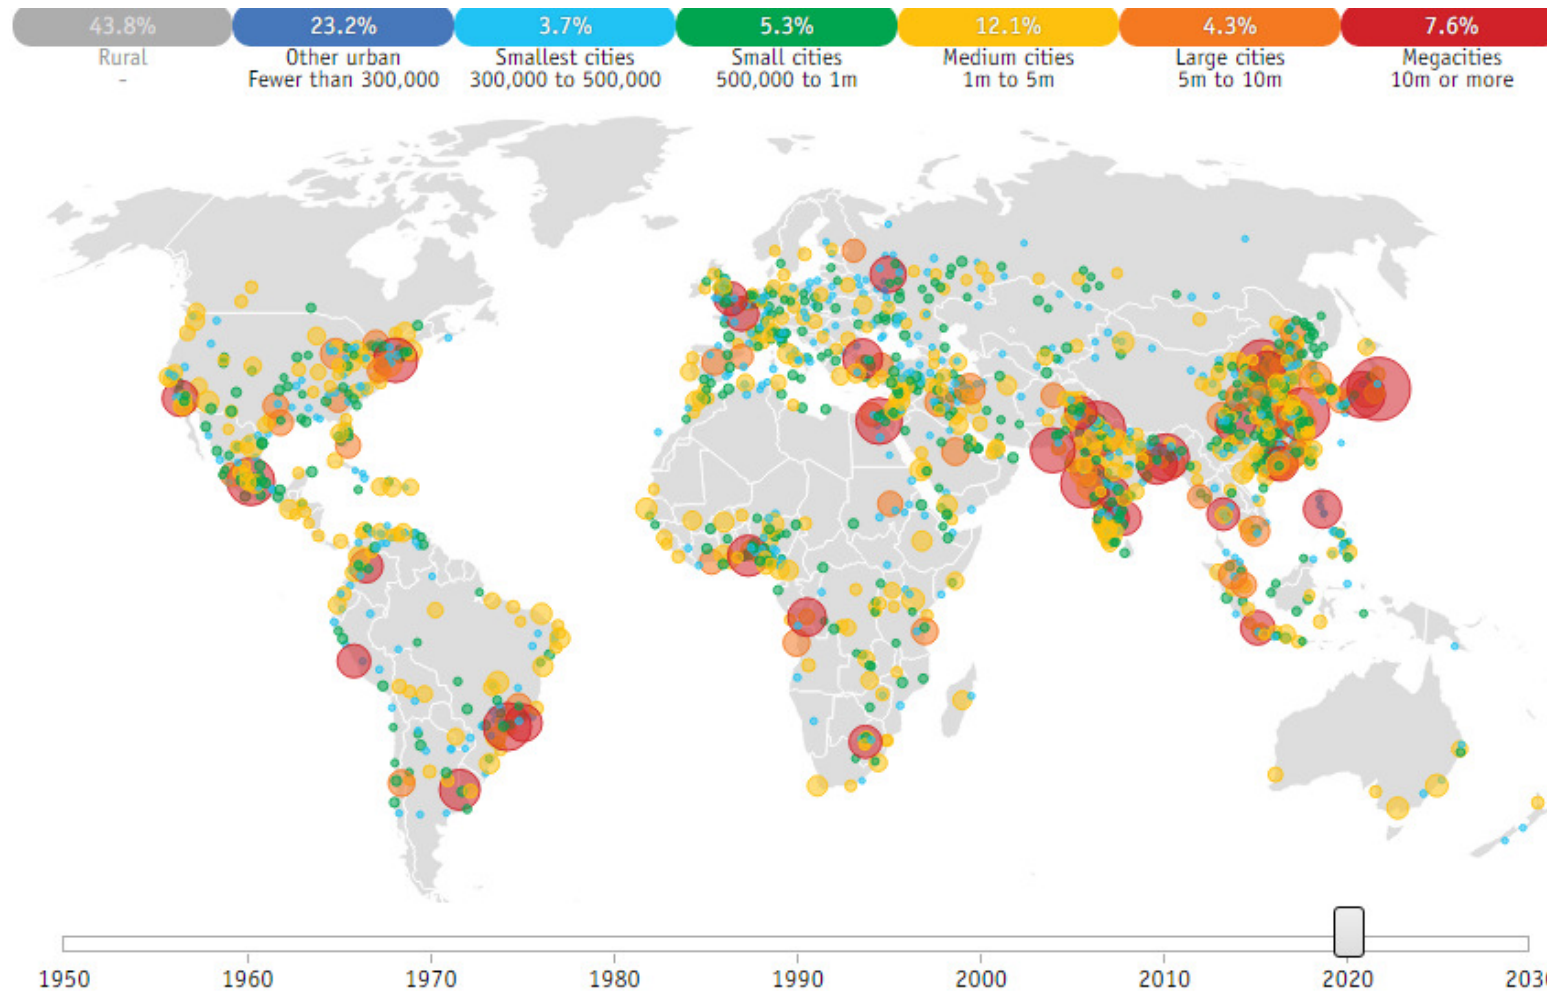 43.8% 23.2% 3.7% 5.3% 12.1% 4.3% 7.6%
Rural Other urban Smallest cities Small cities Medium cities Large cities Megacities
- Fewer than 300,000 300,000 to 500,000 500,000 to 1m 1m to 5m 5m to 10m 10m or more
1950 1960 1970 1980 1990 2000 2010 2020 203